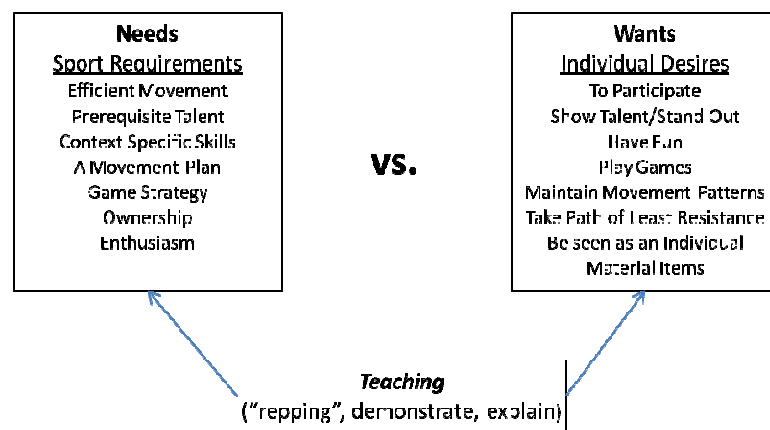 Needs
Sport Requirements
Efficient Movement
Prerequisite Talent
Context Specific Skills
A Movement Plan
Game Strategy
Ownership
Enthusiasm
vs.
Wants
Individual Desires
To Participate
Show Talent/Stand Out
Have Fun
Play Games
Maintain Movement Patterns
Take Path of Least Resistance
Be seen as an Individual
Material Items
Teaching
("repping", demonstrate, explain)